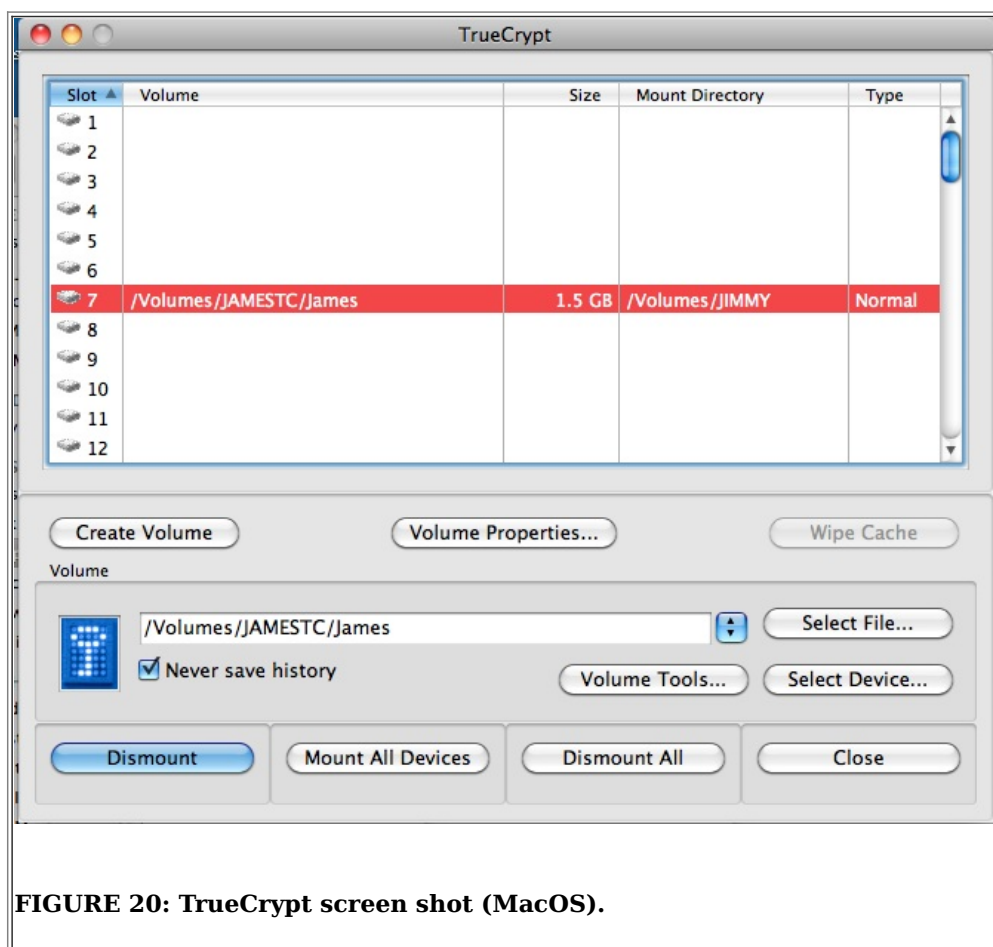 TrueCrypt
Slot Volume Size Mount Directory Type
1
2
3
4
5
6
7 /Volumes/JAMESTC/James 1.5 GB /Volumes/JIMMY Normal
8
9
10
11
12
Create Volume Volume Properties... Wipe Cache
Volume
/Volumes/JAMESTC/James Select File...
Never save history Volume Tools... Select Device...
Dismount Mount All Devices Dismount All Close
FIGURE 20: TrueCrypt screen shot (MacOS).